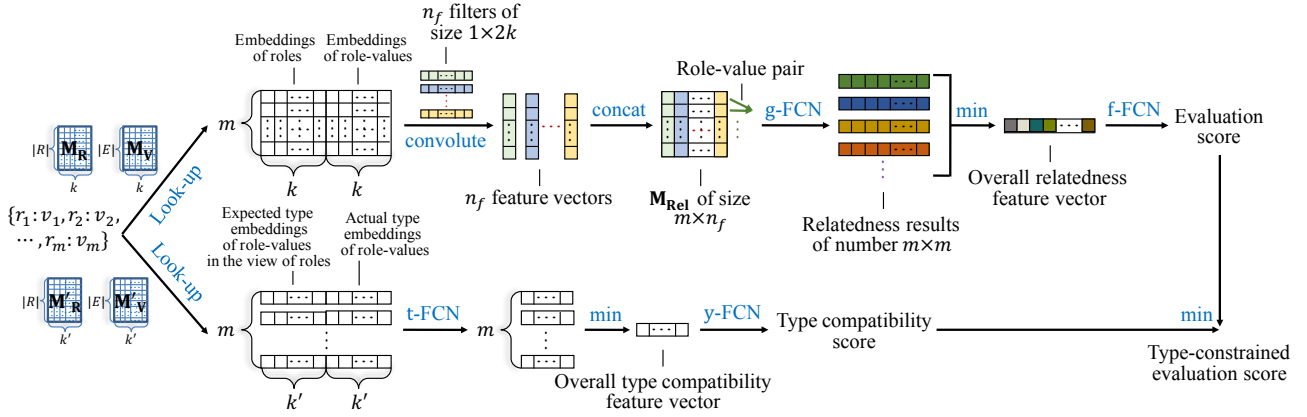 n_f filters of
size 1×2k
Embeddings
of roles
Embeddings
of role-values
m
k
k
convolute
n_f feature vectors
concat
Role-value pair
M_Rel of size
m×n_f
g-FCN
Relatedness results
of number m×m
min
Overall relatedness
feature vector
f-FCN
Evaluation
score
|R|
M_R
k
|E|
M_V
k
Look-up
{r_1: v_1, r_2: v_2,
⋯, r_m: v_m}
Look-up
|R|
M'_R
k'
|E|
M'_V
k'
Expected type
embeddings
of role-values
in the view of roles
Actual type
embeddings
of role-values
m
k'
k'
t-FCN
m
min
Overall type compatibility
feature vector
y-FCN
Type compatibility
score
min
Type-constrained
evaluation score